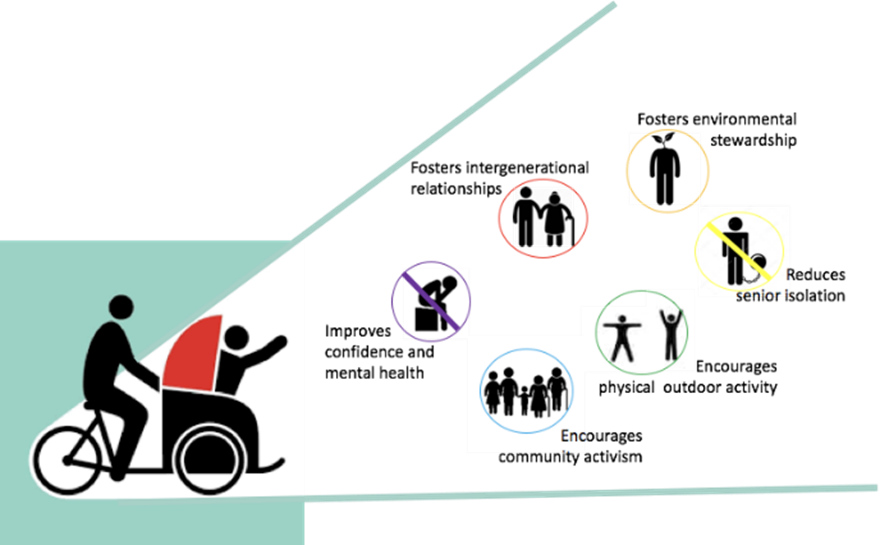 Fosters environmental
stewardship
Fosters intergenerational
relationships
Reduces
senior isolation
Improves
confidence and
mental health
Encourages
physical outdoor activity
Encourages
community activism